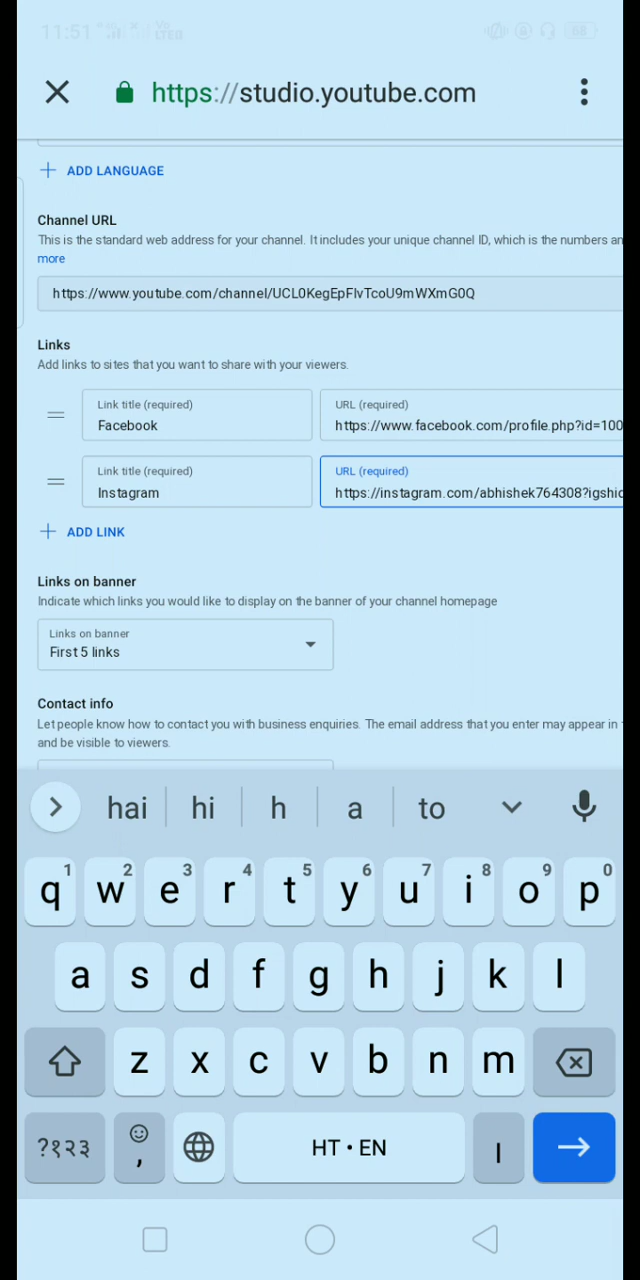 11:51
https://studio.youtube.com
ADD LANGUAGE
Channel URL
This is the standard web address for your channel. It includes your unique channel ID, which is the numbers an
more
https://www.youtube.com/channel/UCL0KegEpFlvTcoU9mWXmG0Q
Links
Add links to sites that you want to share with your viewers.
Link title (required)
URL (required)
Facebook
https://www.facebook.com/profile.php?id=100
Link title (required)
URL (required)
Instagram
https://instagram.com/abhishek764308?igshid
ADD LINK
Links on banner
Indicate which links you would like to display on the banner of your channel homepage
Links on banner
First 5 links
Contact info
Let people know how to contact you with business enquiries. The email address that you enter may appear in
and be visible to viewers.
hai hi h a to
1 2 3 4 5 6 7 8 9 0
q w e r t y u i o p
a s d f g h j k l
z x c v b n m
?१२३ , HT • EN ।